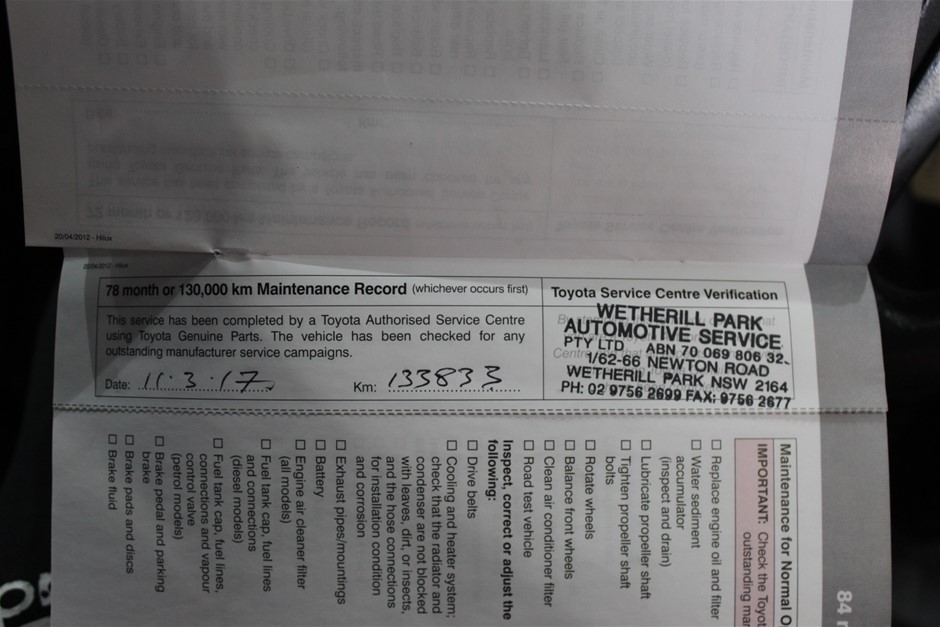 20/04/2012 - Hilux
20/04/2012 - Hilux
78 month or 130,000 km Maintenance Record (whichever occurs first)
This service has been completed by a Toyota Authorised Service Centre
using Toyota Genuine Parts. The vehicle has been checked for any
outstanding manufacturer service campaigns.
Date: 11.3.17
Km: 133833
Toyota Service Centre Verification
WETHERILL PARK
AUTOMOTIVE SERVICE
PTY LTD ABN 70 069 806 32
1/62-66 NEWTON ROAD
WETHERILL PARK NSW 2164
PH: 02 9756 2699 FAX: 9756 2677
84
Maintenance for Normal O
IMPORTANT: Check the Toyot
outstanding mar
☐ Replace engine oil and filter
☐ Water sediment
accumulator
(inspect and drain)
☐ Lubricate propeller shaft
☐ Tighten propeller shaft
bolts
☐ Rotate wheels
☐ Balance front wheels
☐ Clean air conditioner filter
☐ Road test vehicle
Inspect, correct or adjust the
following:
☐ Drive belts
☐ Cooling and heater system;
check that the radiator and
condenser are not blocked
with leaves, dirt, or insects,
and the hose connections
for installation condition
and corrosion
☐ Exhaust pipes/mountings
☐ Battery
☐ Engine air cleaner filter
(all models)
☐ Fuel tank cap, fuel lines
and connections
(diesel models)
☐ Fuel tank cap, fuel lines,
connections and vapour
control valve
(petrol models)
☐ Brake pedal and parking
brake
☐ Brake pads and discs
☐ Brake fluid